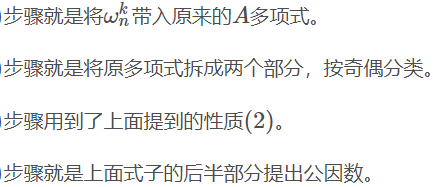 )步骤就是将ω_n^k带入原来的A多项式。
)步骤就是将原多项式拆成两个部分，按奇偶分类。
)步骤用到了上面提到的性质(2)。
)步骤就是上面式子的后半部分提出公因数。